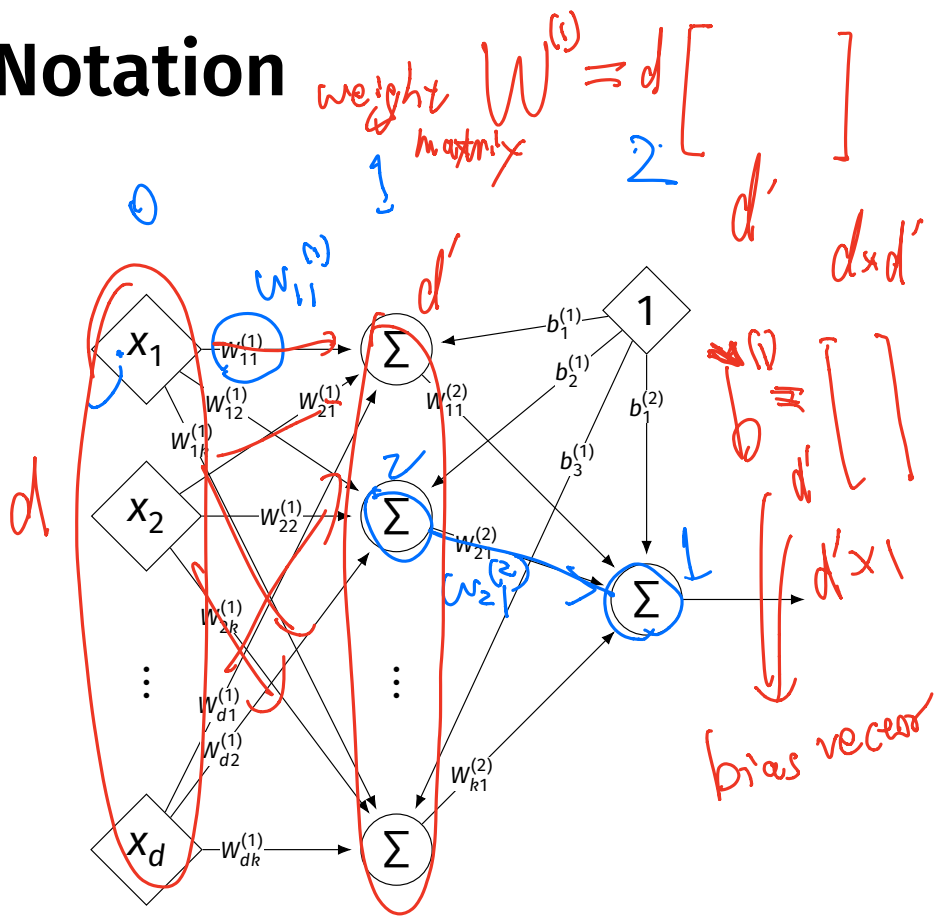 Notation
weight matrix W^(1) = d [ ]
d'
d×d'
0
1
2
w_11^(1)
d'
x_1
W_11^(1)
Σ
b_1^(1)
1
b_2^(1)
b_1^(2)
b^(1) = [ ]
d'
W_12^(1)
W_21^(1)
W_11^(2)
W_1k^(1)
b_3^(1)
d
x_2
W_22^(1)
2
Σ
W_21^(2)
w_21^(2)
Σ
1
d'×1
W_2k^(1)
⋮
⋮
W_d1^(1)
W_d2^(1)
W_k1^(2)
bias vector
x_d
W_dk^(1)
Σ